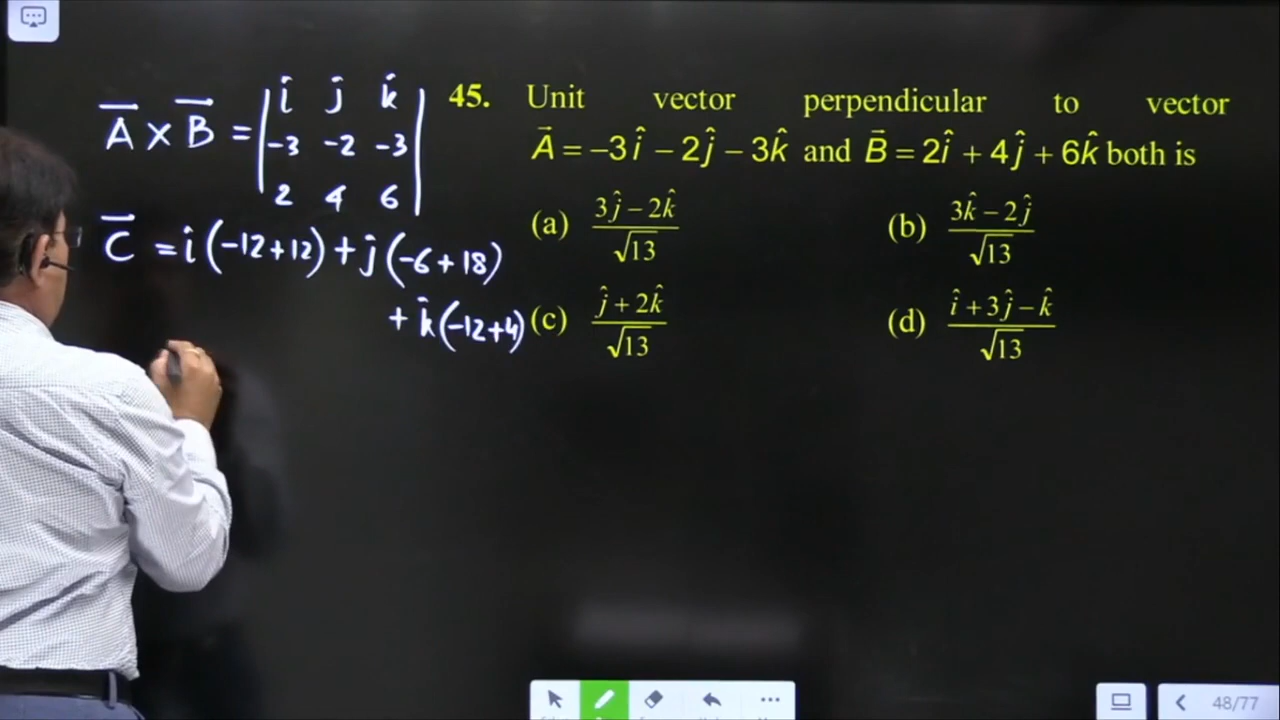 i j k
A X B = | -3 -2 -3 |
2 4 6
C = i (-12+12) + j (-6 + 18)
+ k (-12+4)
45. Unit vector perpendicular to vector
A⃗ = −3î − 2ĵ − 3k̂ and B⃗ = 2î + 4ĵ + 6k̂ both is
(a) (3ĵ − 2k̂)/√13 (b) (3k̂ − 2ĵ)/√13
(c) (ĵ + 2k̂)/√13 (d) (î + 3ĵ − k̂)/√13
48/77